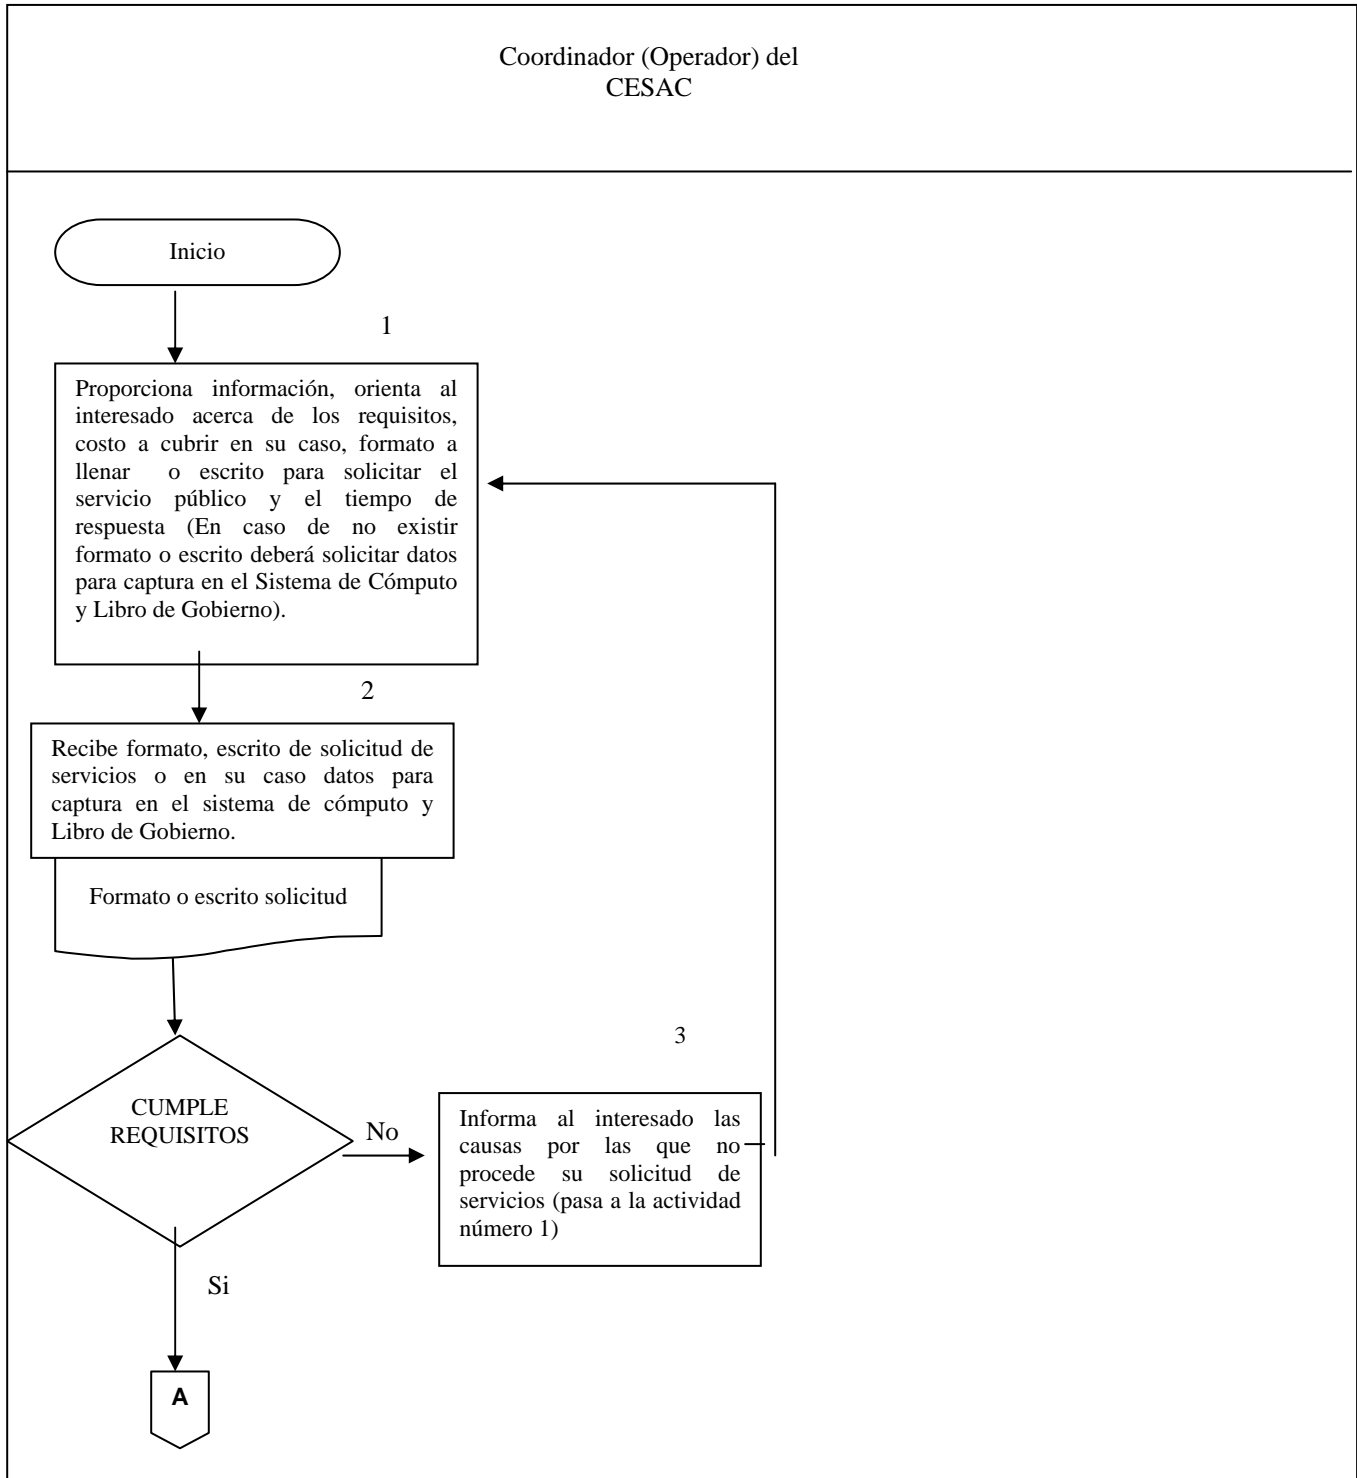 Coordinador (Operador) del
CESAC
Inicio
1
Proporciona información, orienta al
interesado acerca de los requisitos,
costo a cubrir en su caso, formato a
llenar o escrito para solicitar el
servicio público y el tiempo de
respuesta (En caso de no existir
formato o escrito deberá solicitar datos
para captura en el Sistema de Cómputo
y Libro de Gobierno).
2
Recibe formato, escrito de solicitud de
servicios o en su caso datos para
captura en el sistema de cómputo y
Libro de Gobierno.
Formato o escrito solicitud
CUMPLE
REQUISITOS
No
3
Informa al interesado las
causas por las que no
procede su solicitud de
servicios (pasa a la actividad
número 1)
Si
A